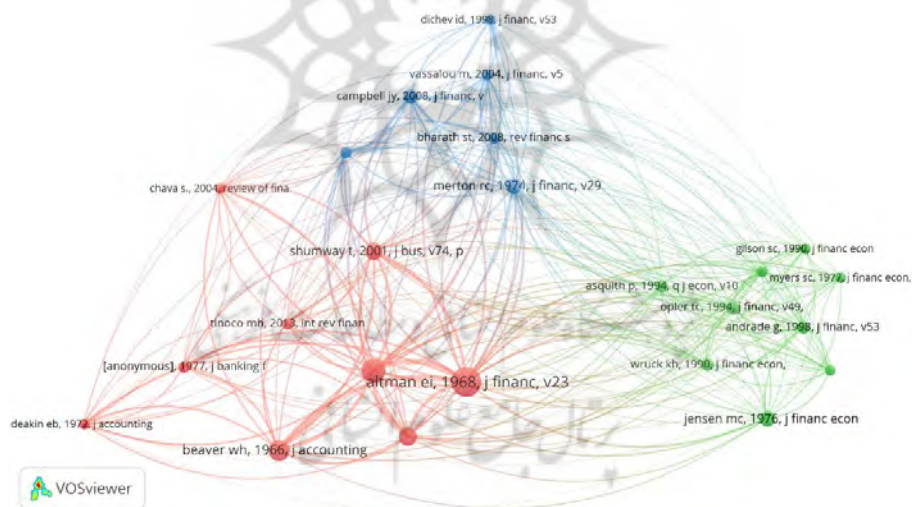 dichev id, 1998, j financ, v53
vassalou m, 2004, j financ, v5
campbell jy, 2008, j financ, v
bharath st, 2008, rev financ s
chava s., 2004, review of fina
merton rc, 1974, j financ, v29
shumway t, 2001, j bus, v74, p
gilson sc, 1990, j financ econ
myers sc, 1977, j financ econ,
asquith p, 1994, q j econ, v10
opler tc, 1994, j financ, v49,
tinoco mh, 2013, int rev finan
andrade g, 1998, j financ, v53
[anonymous], 1977, j banking f
wruck kh, 1990, j financ econ,
altman ei, 1968, j financ, v23
deakin eb, 1972, j accounting
jensen mc, 1976, j financ econ
beaver wh, 1966, j accounting
VOSviewer